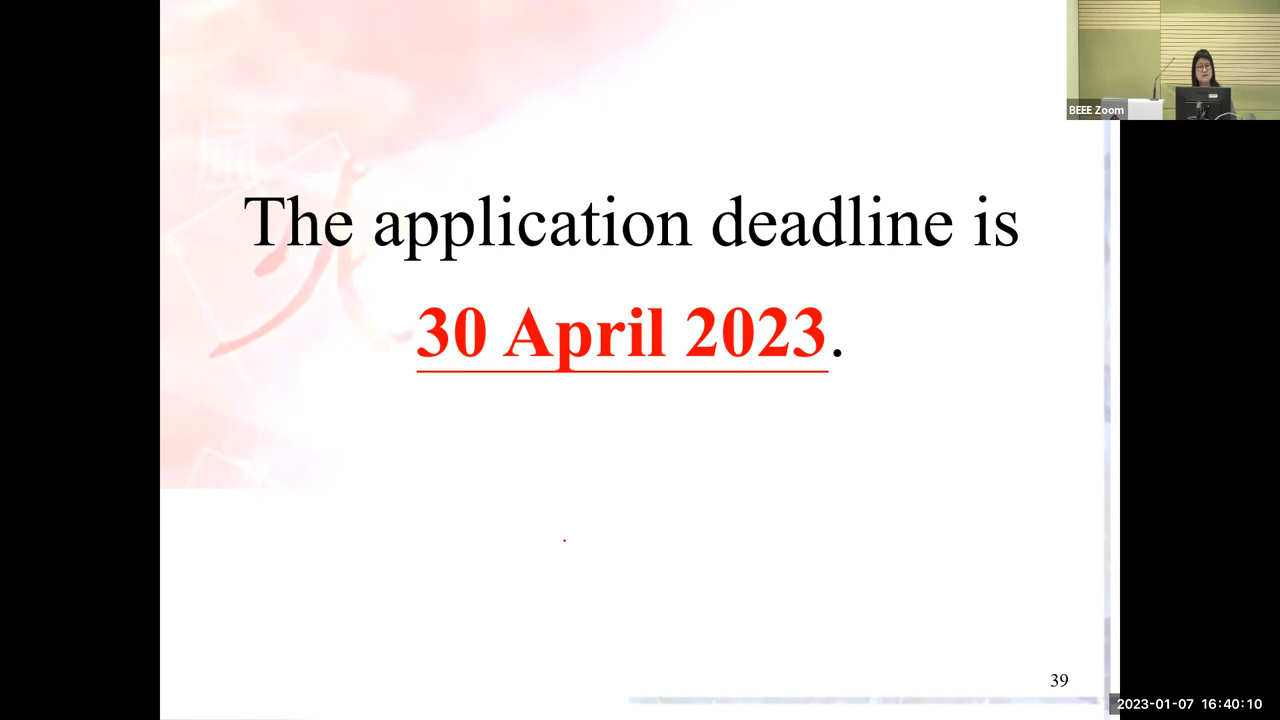 BEEE Zoom
The application deadline is
30 April 2023.
39
2023-01-07 16:40:10